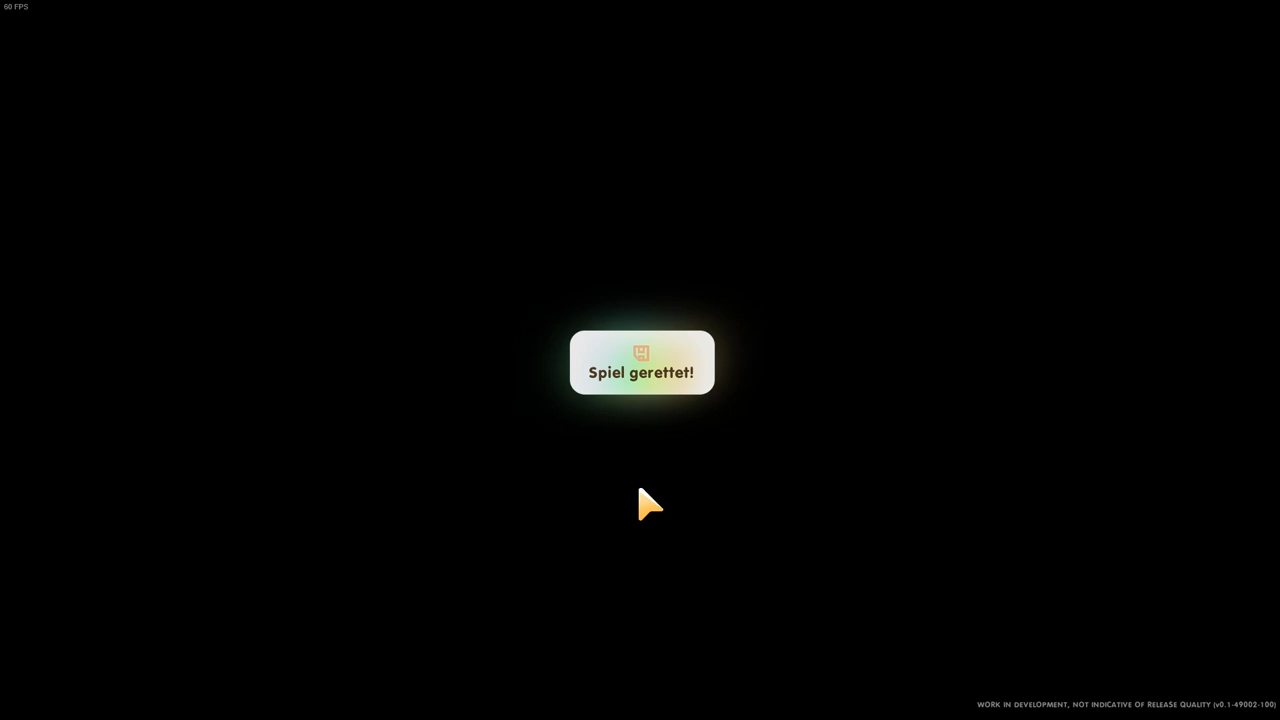 60 FPS
Spiel gerettet!
WORK IN DEVELOPMENT, NOT INDICATIVE OF RELEASE QUALITY (v0.1-49002-100)